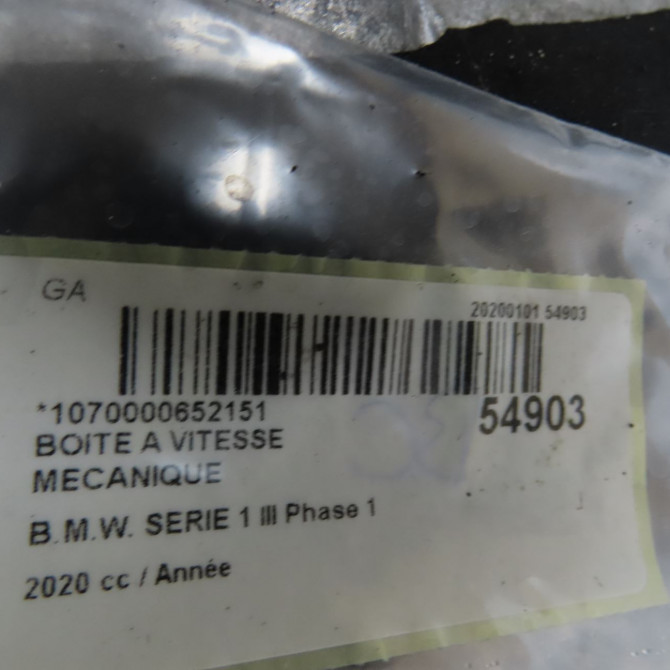 GA
20200101 54903
*1070000652151
54903
BOITE A VITESSE
MECANIQUE
B.M.W. SERIE 1 III Phase 1
2020 cc / Année